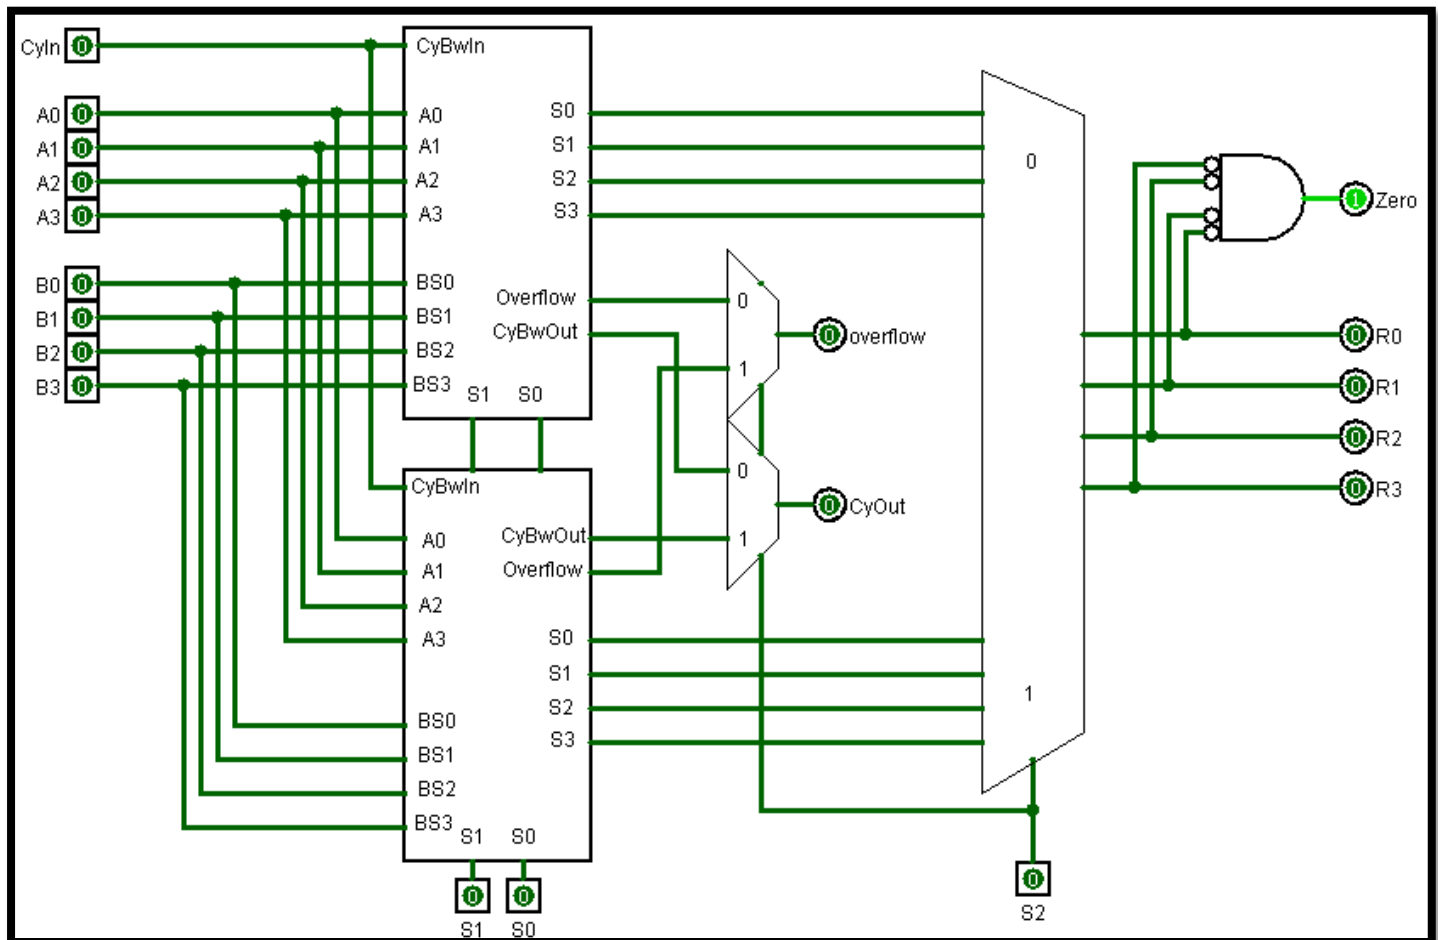 CyIn 0
A0 0
A1 0
A2 0
A3 0
B0 0
B1 0
B2 0
B3 0
CyBwIn
A0
A1
A2
A3
BS0
BS1
BS2
BS3
S0
S1
S2
S3
Overflow
CyBwOut
S1 S0
CyBwIn
A0
A1
A2
A3
BS0
BS1
BS2
BS3
CyBwOut
Overflow
S0
S1
S2
S3
S1 S0
0 0
S1 S0
0
1
0 overflow
0
1
0 CyOut
0
1
0
S2
1 Zero
0 R0
0 R1
0 R2
0 R3